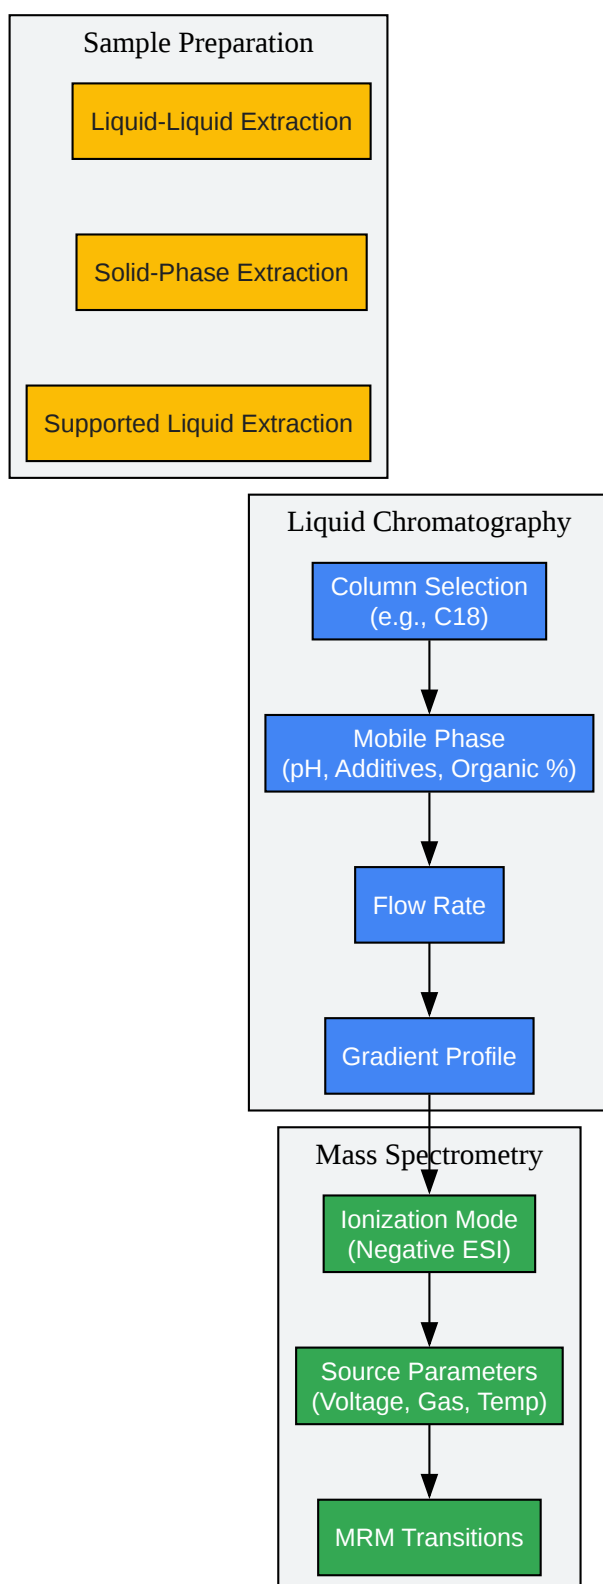 Sample Preparation
Liquid-Liquid Extraction
Solid-Phase Extraction
Supported Liquid Extraction
Liquid Chromatography
Column Selection
(e.g., C18)
Mobile Phase
(pH, Additives, Organic %)
Flow Rate
Gradient Profile
Mass Spectrometry
Ionization Mode
(Negative ESI)
Source Parameters
(Voltage, Gas, Temp)
MRM Transitions